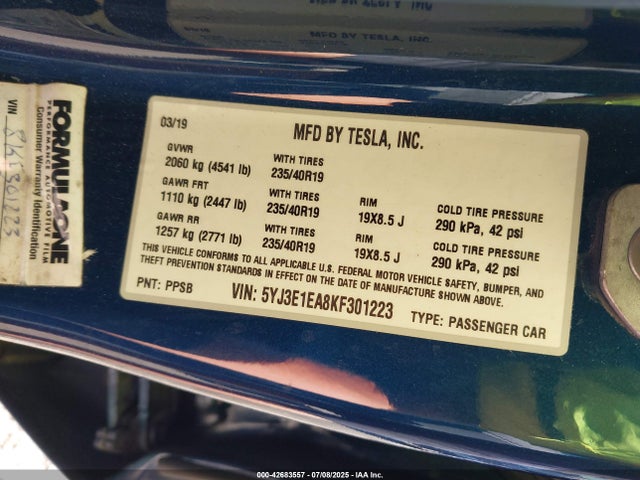 MFD BY TESLA, INC.
03/19
MFD BY TESLA, INC.
GVWR
2060 kg (4541 lb)
WITH TIRES
235/40R19
GAWR FRT
1110 kg (2447 lb)
WITH TIRES
235/40R19
RIM
19X8.5 J
COLD TIRE PRESSURE
290 kPa, 42 psi
GAWR RR
1257 kg (2771 lb)
WITH TIRES
235/40R19
RIM
19X8.5 J
COLD TIRE PRESSURE
290 kPa, 42 psi
THIS VEHICLE CONFORMS TO ALL APPLICABLE U.S. FEDERAL MOTOR VEHICLE SAFETY, BUMPER, AND
THEFT PREVENTION STANDARDS IN EFFECT ON THE DATE OF MANUFACTURE SHOWN ABOVE.
PNT: PPSB
VIN: 5YJ3E1EA8KF301223
TYPE: PASSENGER CAR
FORMULAONE
PERFORMANCE AUTOMOTIVE FILM
Consumer Warranty Identification
VIN 8KF301223
000-42683557 - 07/08/2025 - IAA Inc.